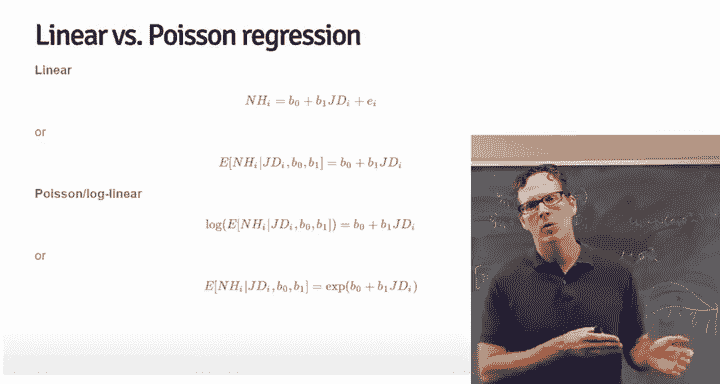 Linear vs. Poisson regression
Linear
NH_i = b_0 + b_1 JD_i + e_i
or
E[NH_i | JD_i, b_0, b_1] = b_0 + b_1 JD_i
Poisson/log-linear
log(E[NH_i | JD_i, b_0, b_1]) = b_0 + b_1 JD_i
or
E[NH_i | JD_i, b_0, b_1] = exp(b_0 + b_1 JD_i)